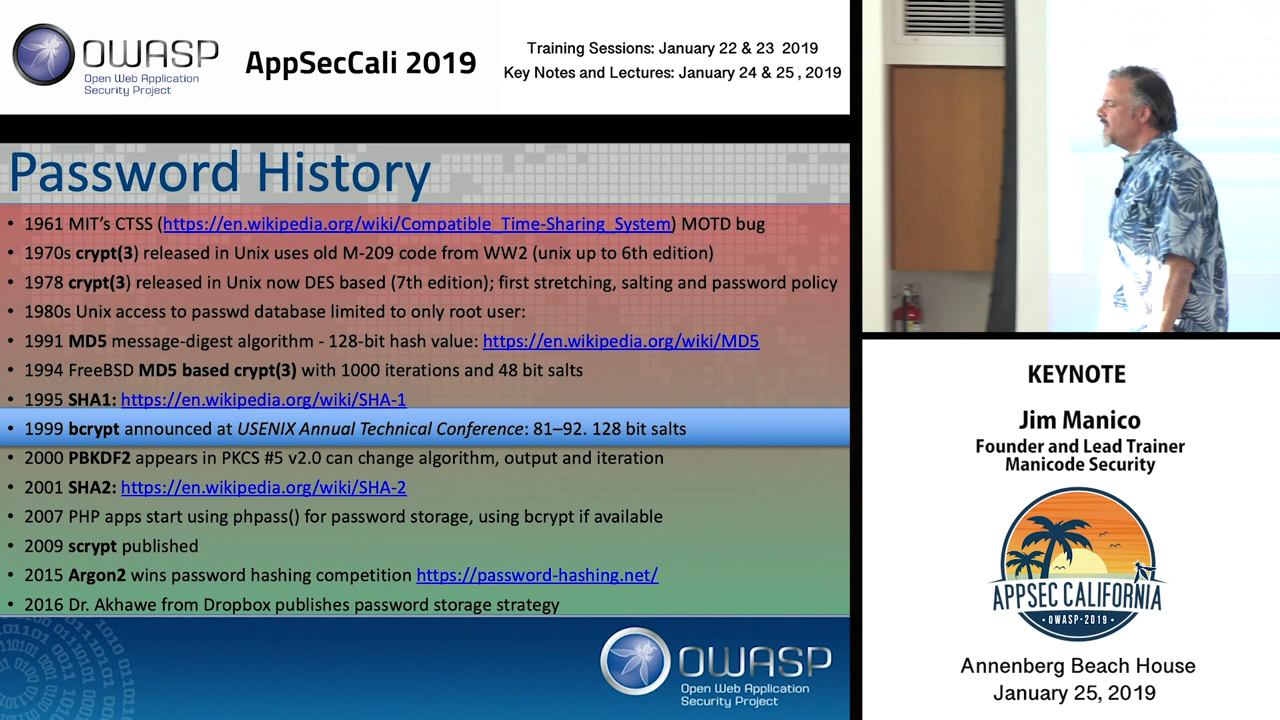 OWASP
Open Web Application
Security Project
AppSecCali 2019
Training Sessions: January 22 & 23 2019
Key Notes and Lectures: January 24 & 25 , 2019
Password History
• 1961 MIT’s CTSS (https://en.wikipedia.org/wiki/Compatible_Time-Sharing_System) MOTD bug
• 1970s crypt(3) released in Unix uses old M-209 code from WW2 (unix up to 6th edition)
• 1978 crypt(3) released in Unix now DES based (7th edition); first stretching, salting and password policy
• 1980s Unix access to passwd database limited to only root user:
• 1991 MD5 message-digest algorithm - 128-bit hash value: https://en.wikipedia.org/wiki/MD5
• 1994 FreeBSD MD5 based crypt(3) with 1000 iterations and 48 bit salts
• 1995 SHA1: https://en.wikipedia.org/wiki/SHA-1
• 1999 bcrypt announced at USENIX Annual Technical Conference: 81–92. 128 bit salts
• 2000 PBKDF2 appears in PKCS #5 v2.0 can change algorithm, output and iteration
• 2001 SHA2: https://en.wikipedia.org/wiki/SHA-2
• 2007 PHP apps start using phpass() for password storage, using bcrypt if available
• 2009 scrypt published
• 2015 Argon2 wins password hashing competition https://password-hashing.net/
• 2016 Dr. Akhawe from Dropbox publishes password storage strategy
OWASP
Open Web Application
Security Project
KEYNOTE
Jim Manico
Founder and Lead Trainer
Manicode Security
APPSEC CALIFORNIA
• OWASP-2019 •
Annenberg Beach House
January 25, 2019